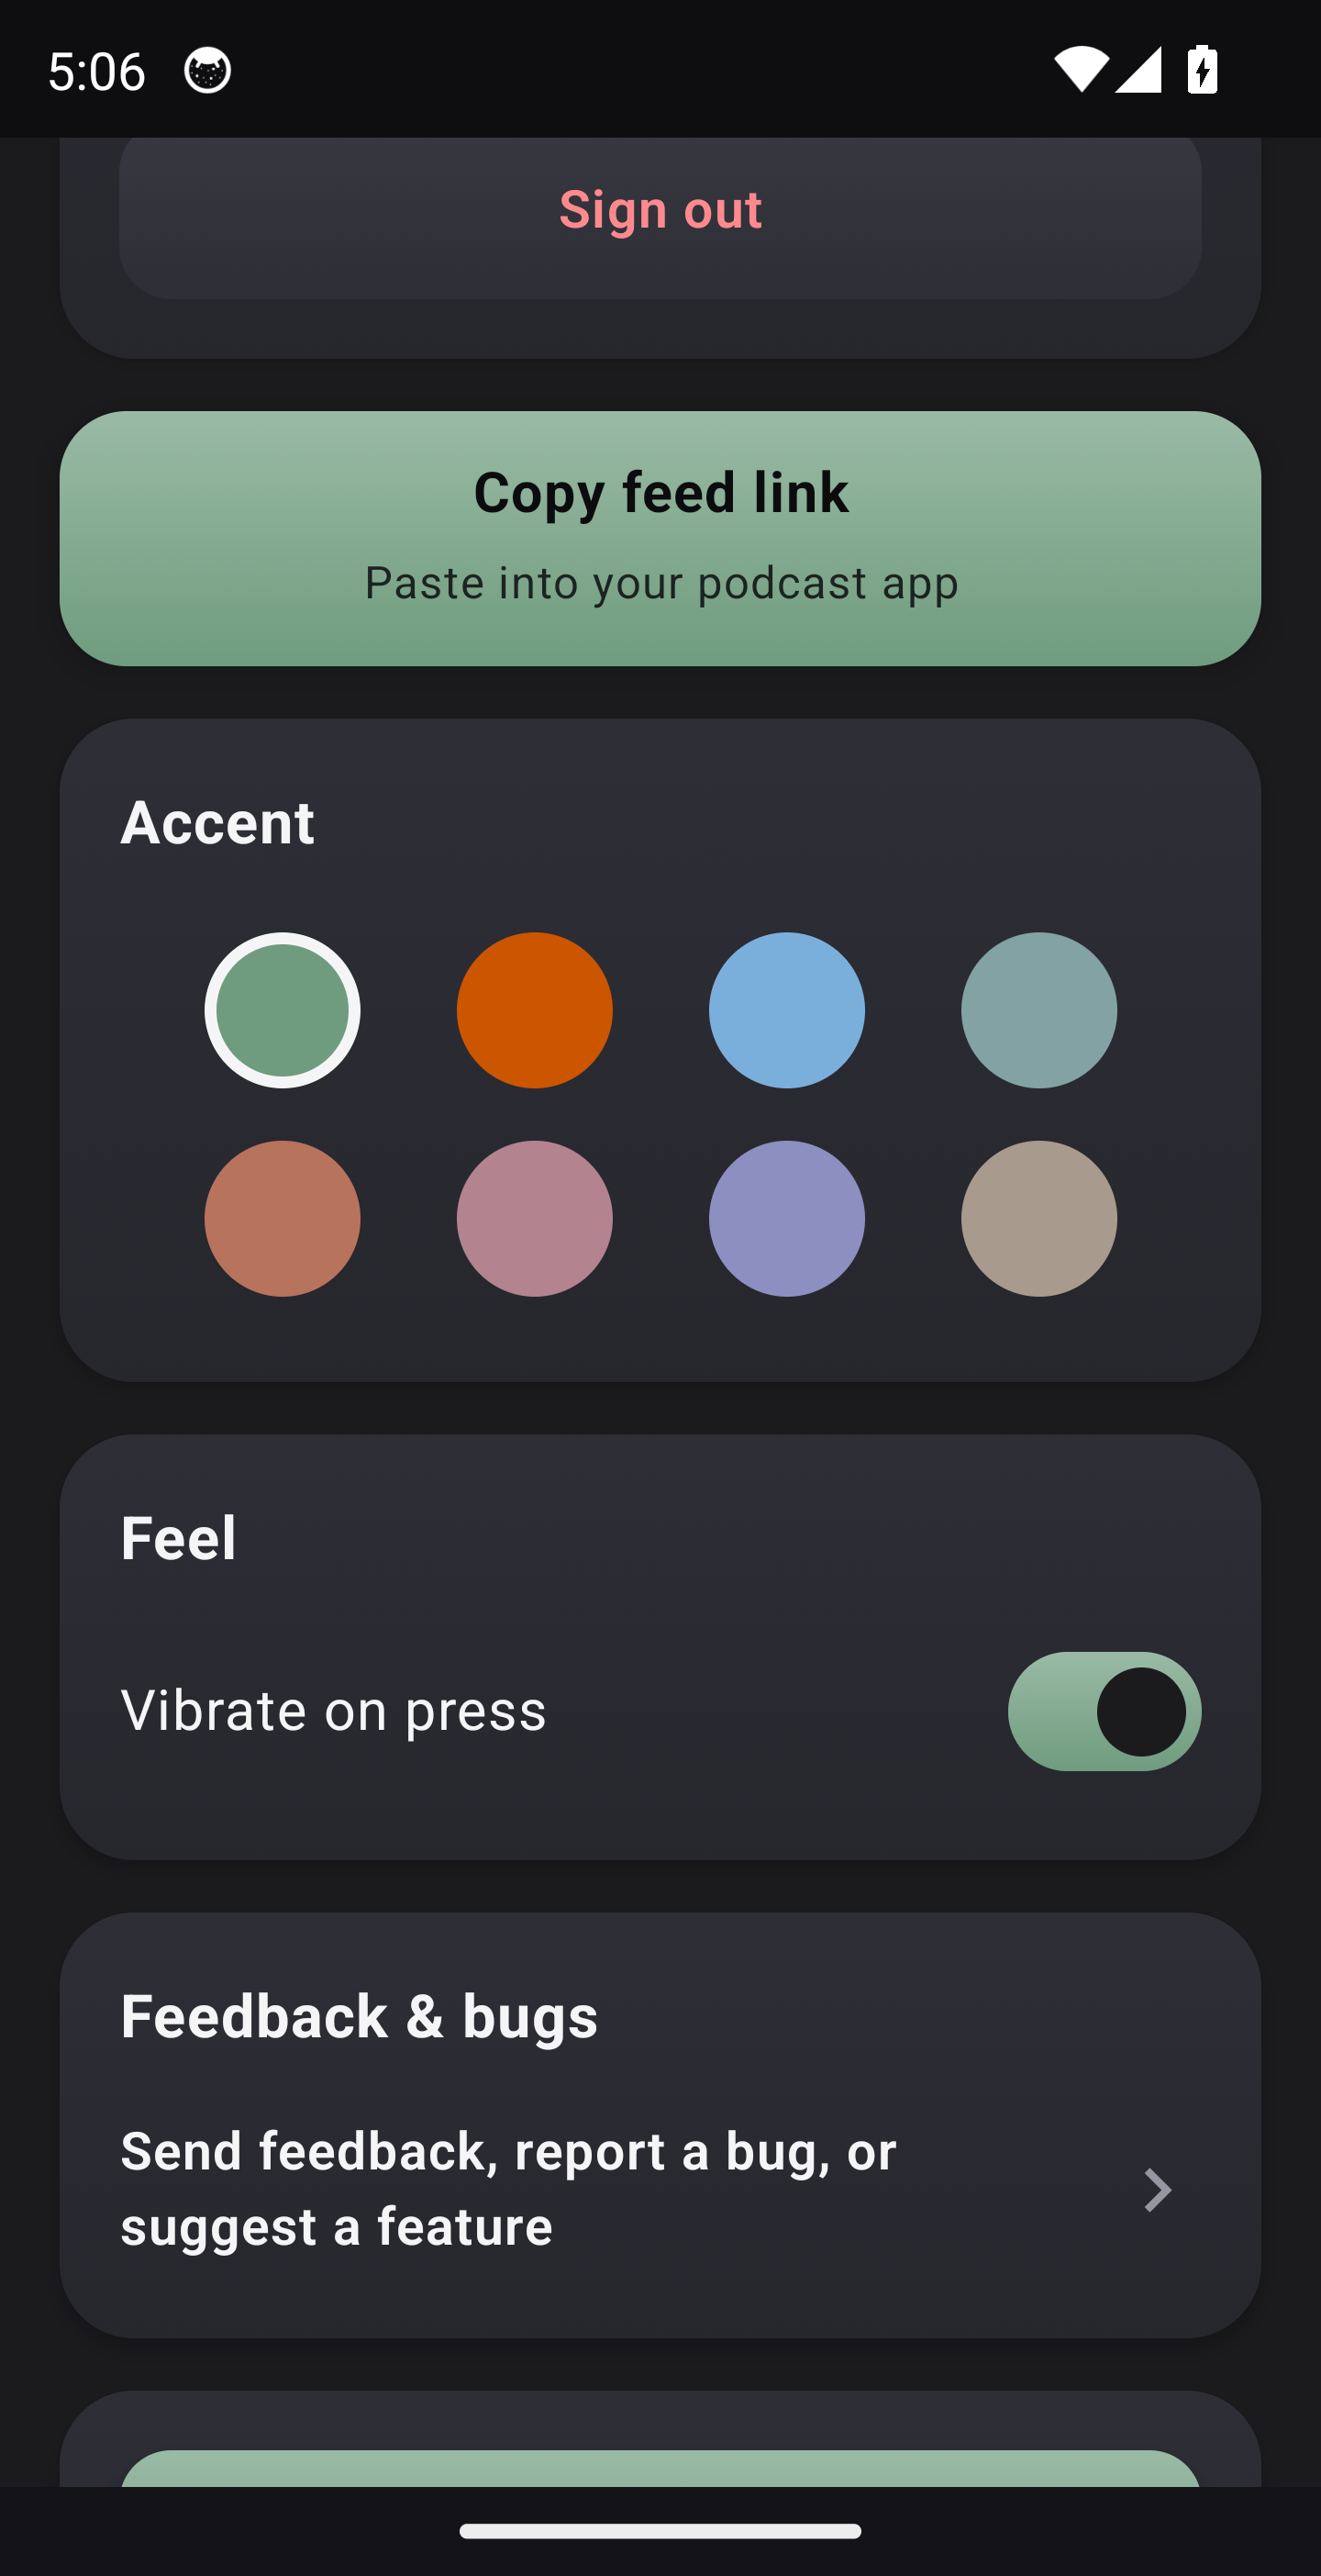 5:06
Sign out
Copy feed link
Paste into your podcast app
Accent
Feel
Vibrate on press
Feedback & bugs
Send feedback, report a bug, or
suggest a feature